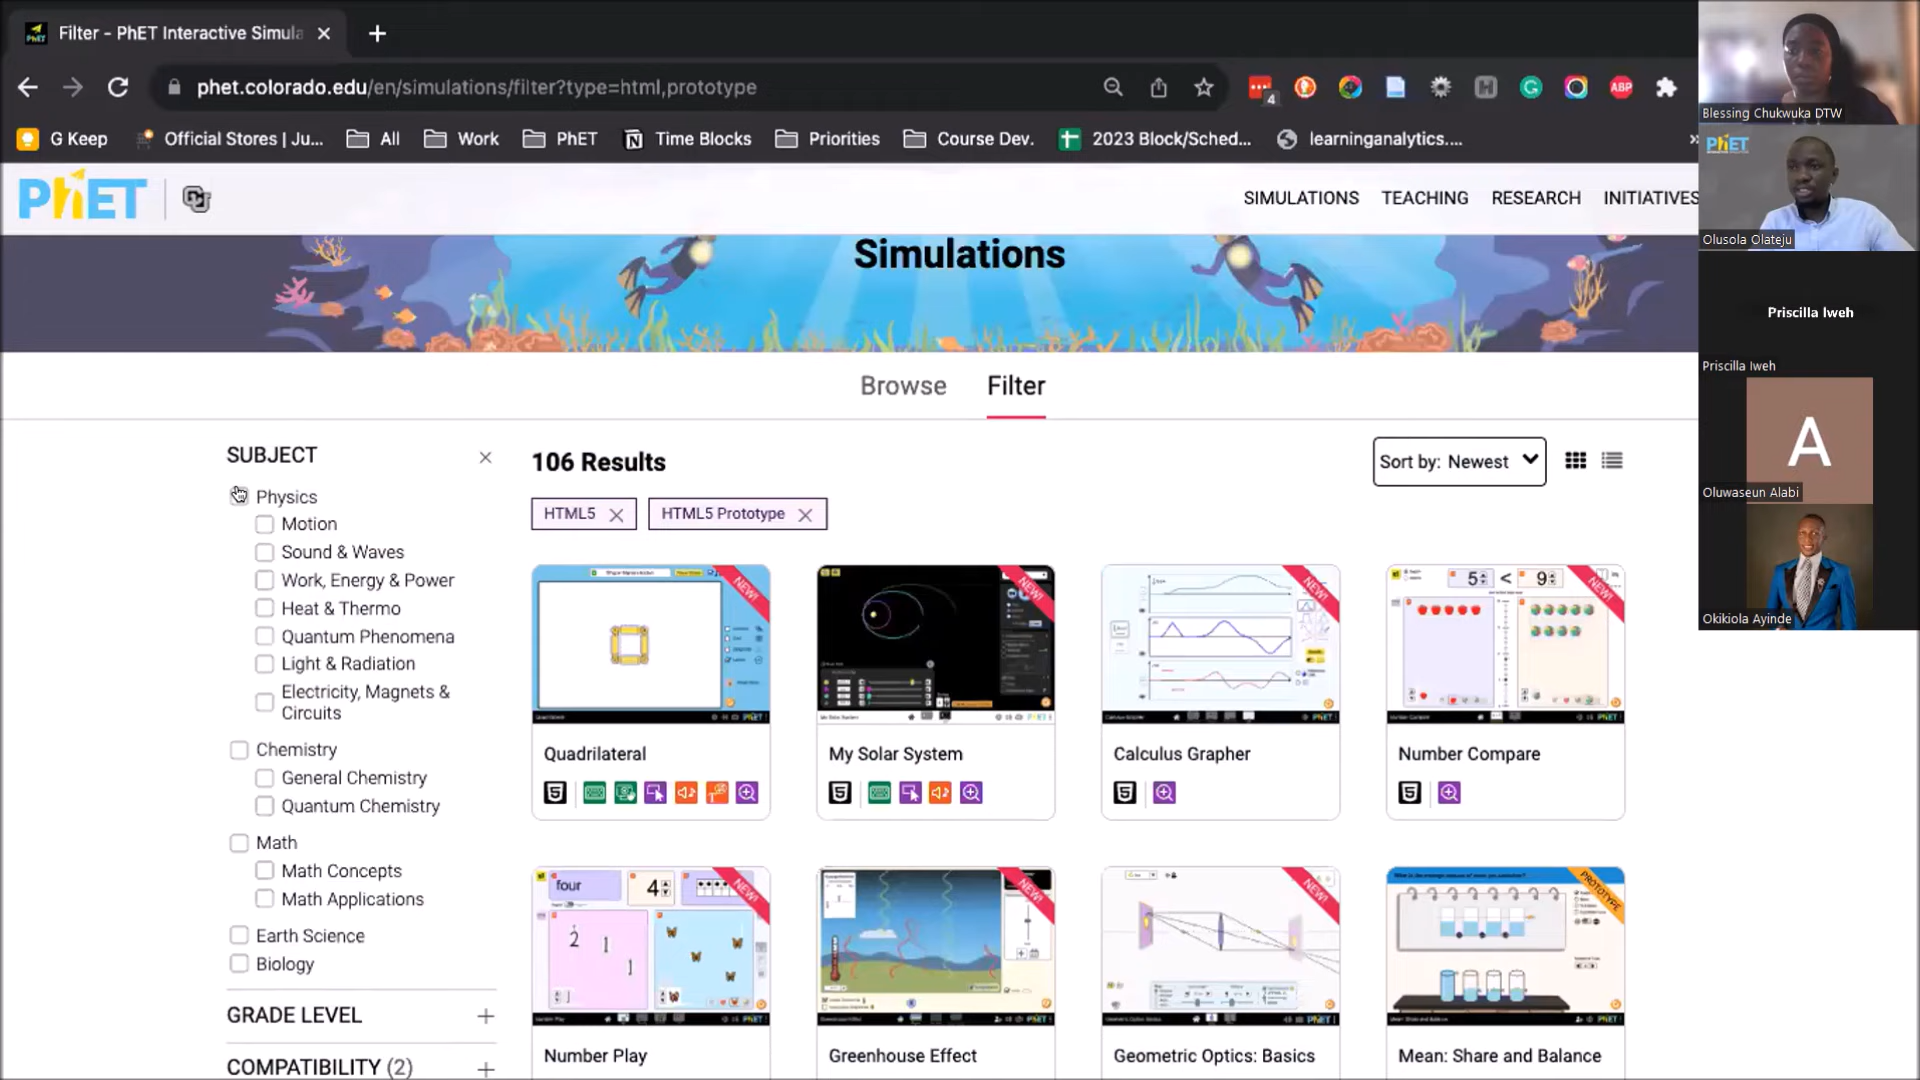 Filter - PhET Interactive Simula
phet.colorado.edu/en/simulations/filter?type=html,prototype
4
ABP
G Keep
Official Stores | Ju...
All
Work
PhET
Time Blocks
Priorities
Course Dev.
2023 Block/Sched...
learninganalytics....
PhET
SIMULATIONS
TEACHING
RESEARCH
INITIATIVES
Simulations
Browse
Filter
SUBJECT
Physics
Motion
Sound & Waves
Work, Energy & Power
Heat & Thermo
Quantum Phenomena
Light & Radiation
Electricity, Magnets &
Circuits
Chemistry
General Chemistry
Quantum Chemistry
Math
Math Concepts
Math Applications
Earth Science
Biology
GRADE LEVEL
COMPATIBILITY (2)
106 Results
Sort by: Newest
HTML5
HTML5 Prototype
NEW!
NEW!
NEW!
5 < 9
NEW!
Quadrilateral
My Solar System
Calculus Grapher
Number Compare
four
4
2 1
1
NEW!
NEW!
NEW!
PROTOTYPE
Number Play
Greenhouse Effect
Geometric Optics: Basics
Mean: Share and Balance
Blessing Chukwuka DTW
PhET
Olusola Olateju
Priscilla Iweh
Priscilla Iweh
A
Oluwaseun Alabi
Okikiola Ayinde